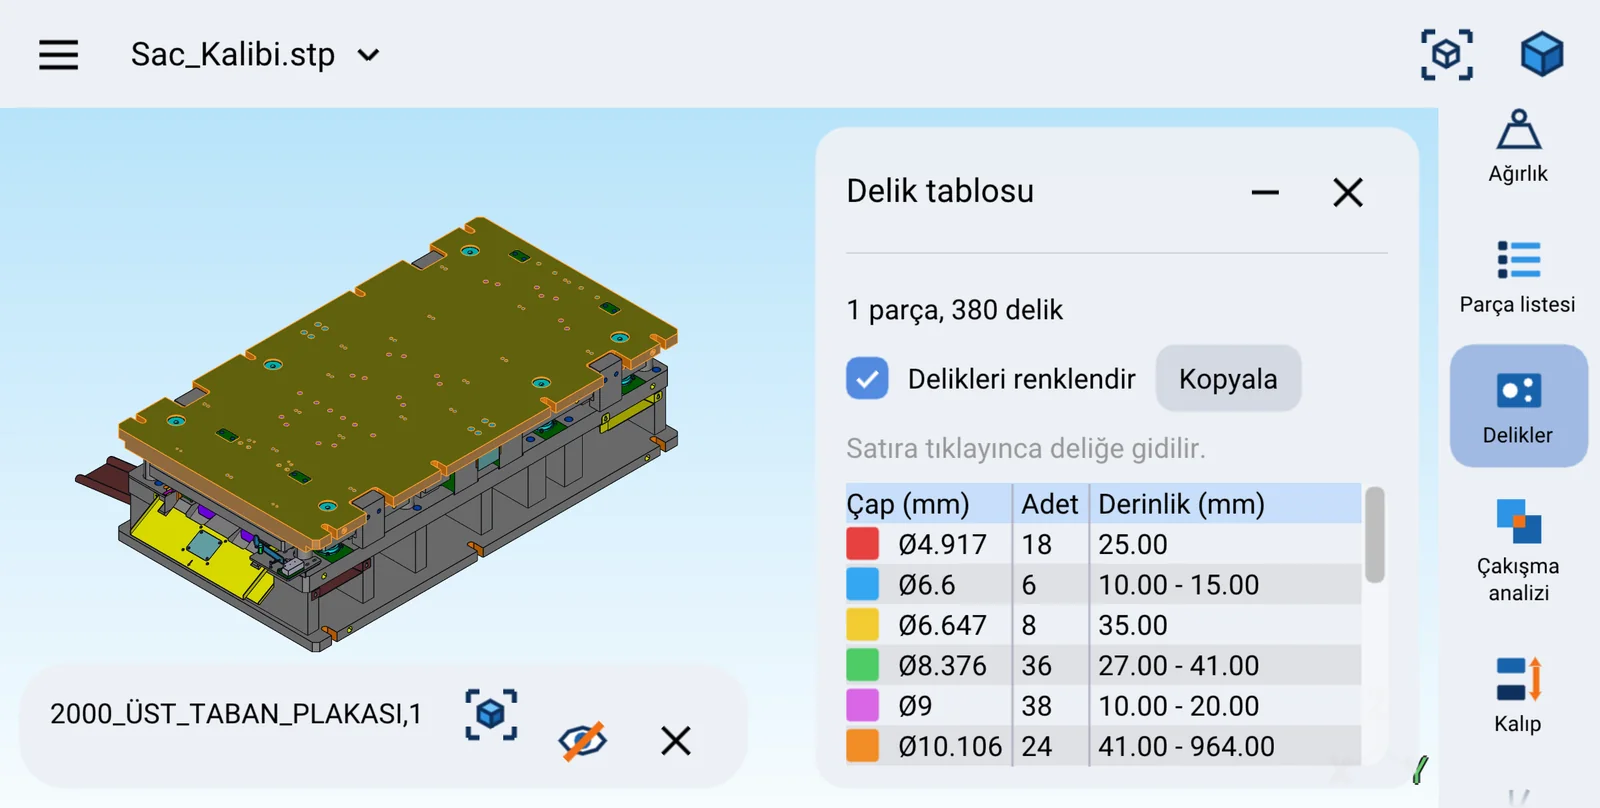 Sac_Kalibi.stp
Ağırlık
Delik tablosu
Parça listesi
1 parça, 380 delik
Delikleri renklendir
Kopyala
Delikler
Satıra tıklayınca deliğe gidilir.
Çap (mm) Adet Derinlik (mm)
Ø4.917 18 25.00
Ø6.6 6 10.00 - 15.00
Ø6.647 8 35.00
Ø8.376 36 27.00 - 41.00
Ø9 38 10.00 - 20.00
Ø10.106 24 41.00 - 964.00
Çakışma
analizi
Kalıp
2000_ÜST_TABAN_PLAKASI,1
Y